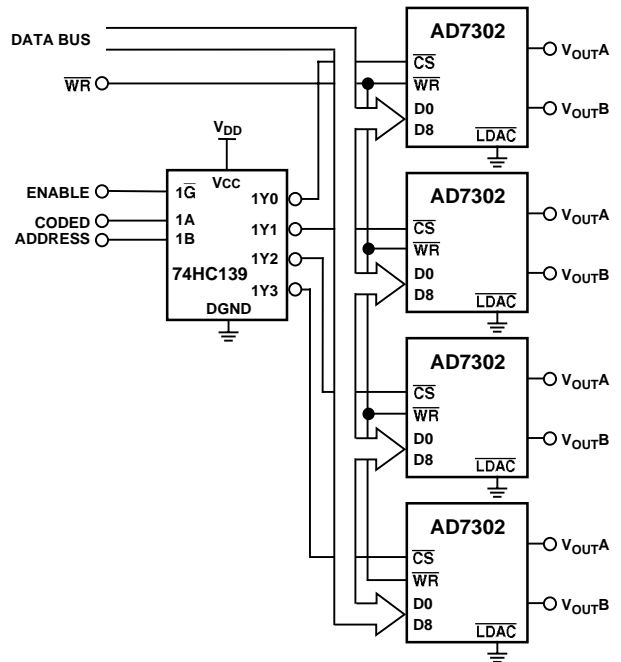 DATA BUS
WR
VDD
ENABLE
CODED
ADDRESS
VCC
1G
1A
1B
1Y0
1Y1
1Y2
1Y3
74HC139
DGND
AD7302
CS
WR
D0
D8
LDAC
VOUTA
VOUTB
AD7302
CS
WR
D0
D8
LDAC
VOUTA
VOUTB
AD7302
CS
WR
D0
D8
LDAC
VOUTA
VOUTB
AD7302
CS
WR
D0
D8
LDAC
VOUTA
VOUTB